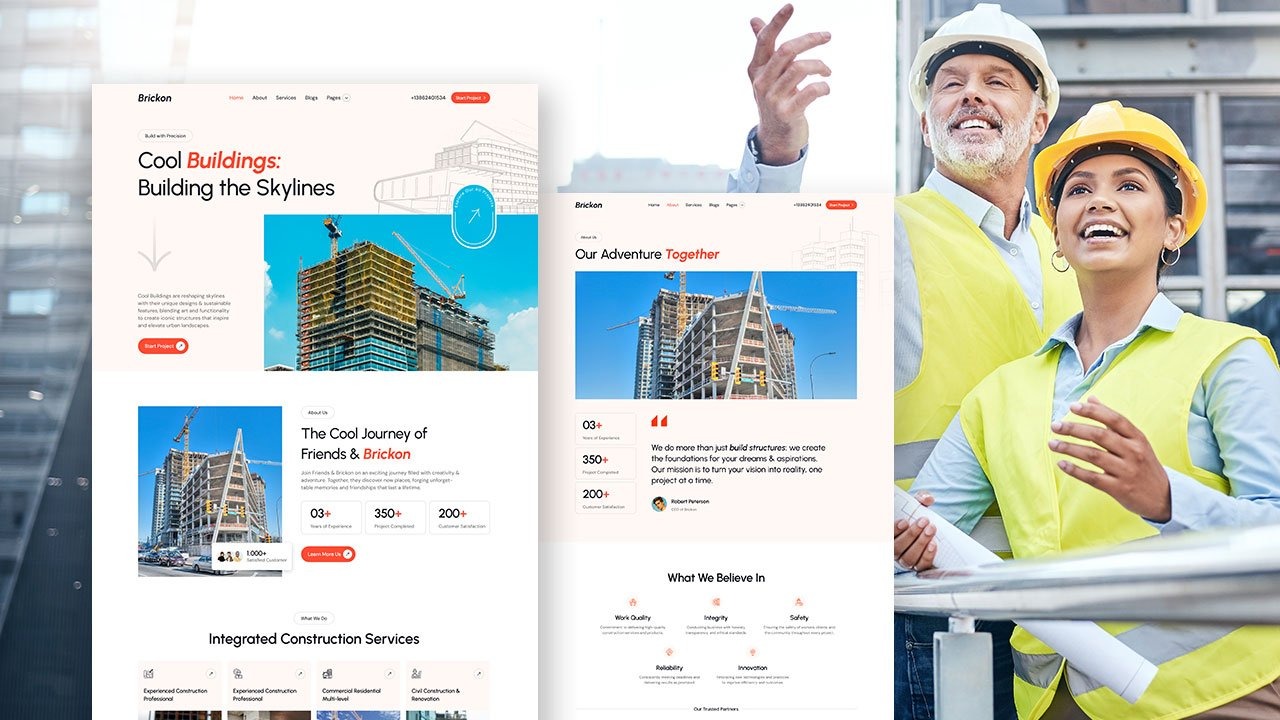 Brickon
Home About Services Blogs Pages
+13862401534
Start Project
Build with Precision
Cool Buildings:
Building the Skylines
Cool Buildings are reshaping skylines
with their unique designs & sustainable
features, blending art and functionality
to create iconic structures that inspire
and elevate urban landscapes.
Start Project
About Us
The Cool Journey of
Friends & Brickon
Join Friends & Brickon on an exciting journey filled with creativity &
adventure. Together, they discover new places, forging unforget-
table memories and friendships that last a lifetime.
03+
Years of Experience
350+
Project Completed
200+
Customer Satisfaction
1,000+
Satisfied Customer
Learn More Us
What We Do
Integrated Construction Services
Experienced Construction
Professional
Experienced Construction
Professional
Commercial Residential
Multi-level
Civil Construction &
Renovation
Brickon
Home About Services Blogs Pages
+13862401534
Start Project
About Us
Our Adventure Together
03+
Years of Experience
350+
Project Completed
200+
Customer Satisfaction
We do more than just build structures; we create
the foundations for your dreams & aspirations.
Our mission is to turn your vision into reality, one
project at a time.
Robert Peterson
CEO of Brickon
What We Believe In
Work Quality
Commitment to delivering high-quality
construction services and products.
Integrity
Conducting business with honesty,
transparency, and ethical standards.
Safety
Ensuring the safety of workers, clients, and
the community throughout every project.
Reliability
Consistently meeting deadlines and
delivering results as promised.
Innovation
Embracing new technologies and practices
to improve efficiency and outcomes.
Our Trusted Partners